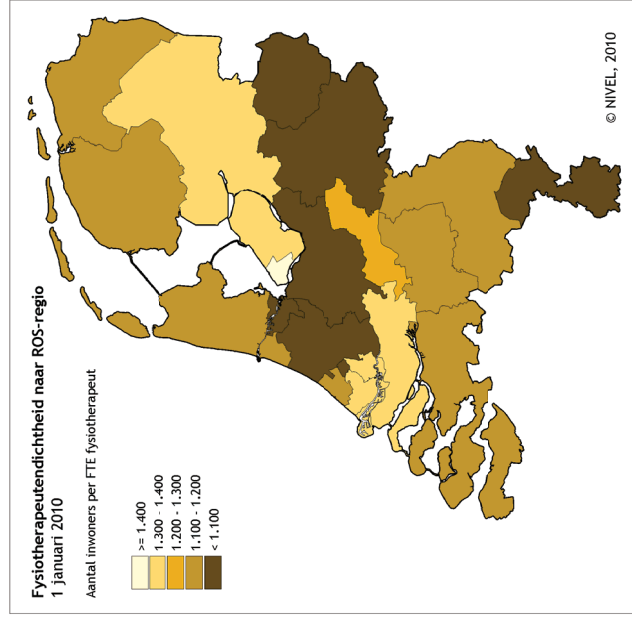 Fysiotherapeutendichtheid naar ROS-regio
1 januari 2010
Aantal inwoners per FTE fysiotherapeut
>= 1.400
1.300 - 1.400
1.200 - 1.300
1.100 - 1.200
< 1.100
© NIVEL, 2010